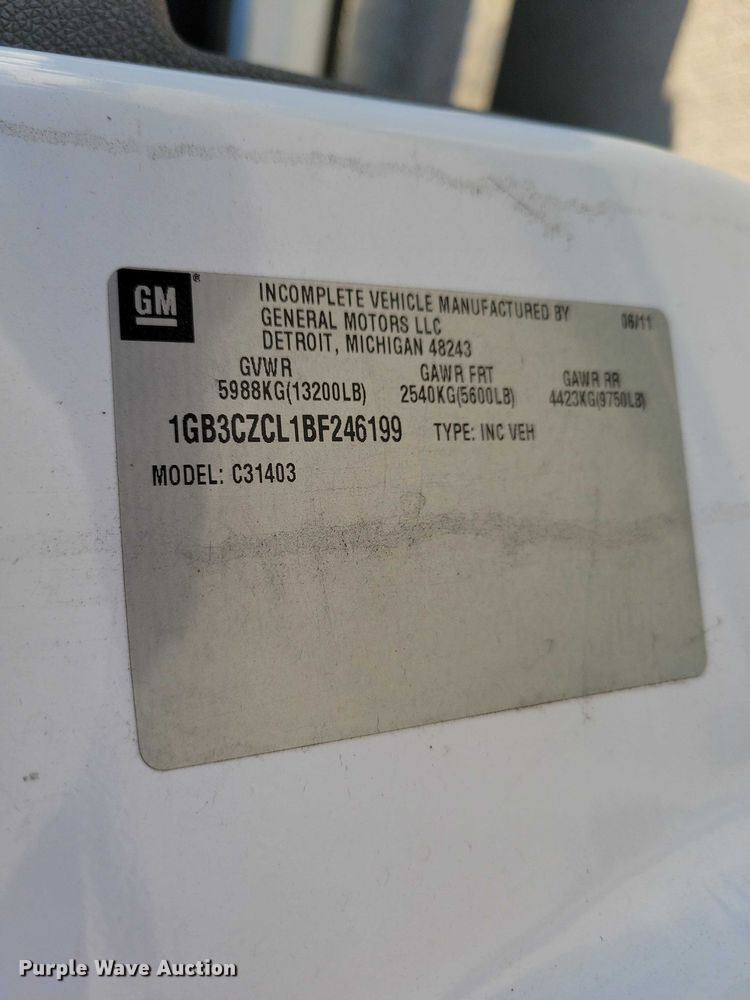 GM®
INCOMPLETE VEHICLE MANUFACTURED BY 06/11
GENERAL MOTORS LLC
DETROIT, MICHIGAN 48243
GVWR GAWR FRT GAWR RR
5988KG(13200LB) 2540KG(5600LB) 4423KG(9750LB)
1GB3CZCL1BF246199 TYPE: INC VEH
MODEL: C31403
Purple Wave Auction